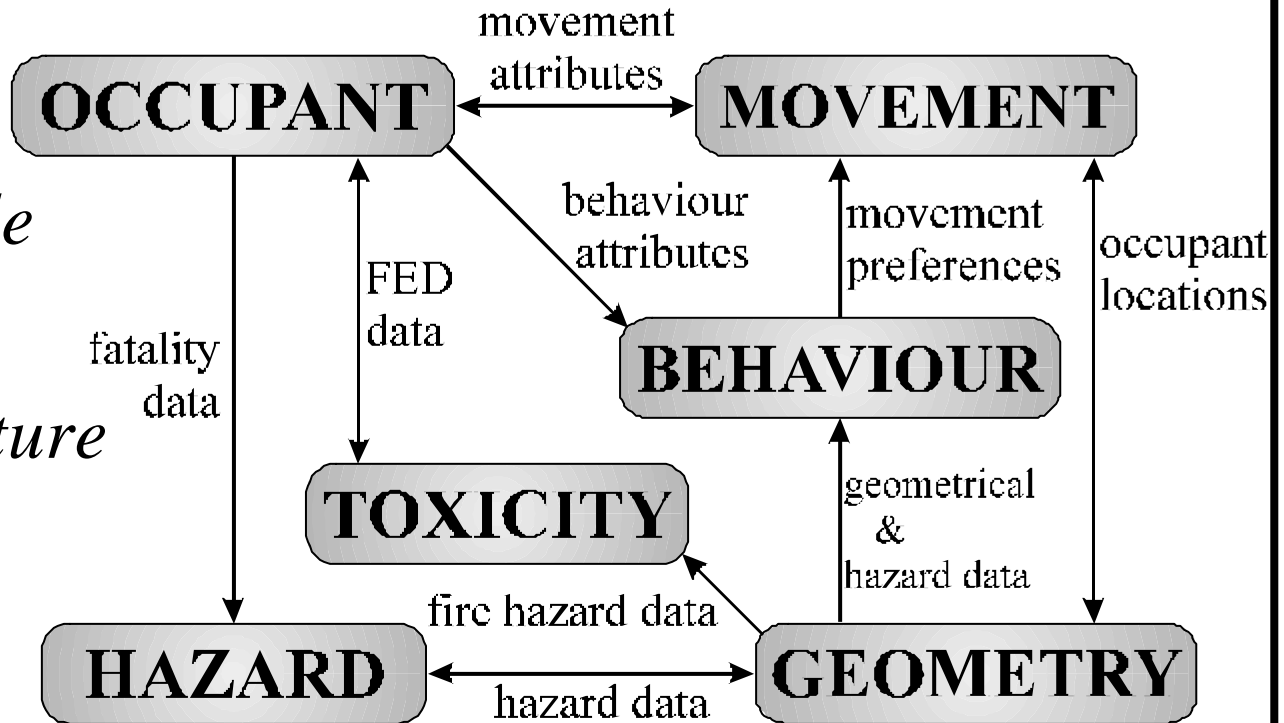 movement
attributes
OCCUPANT
MOVEMENT
behaviour
attributes
movement
preferences
occupant
locations
FED
data
fatality
data
BEHAVIOUR
TOXICITY
geometrical
&
hazard data
fire hazard data
HAZARD
hazard data
GEOMETRY